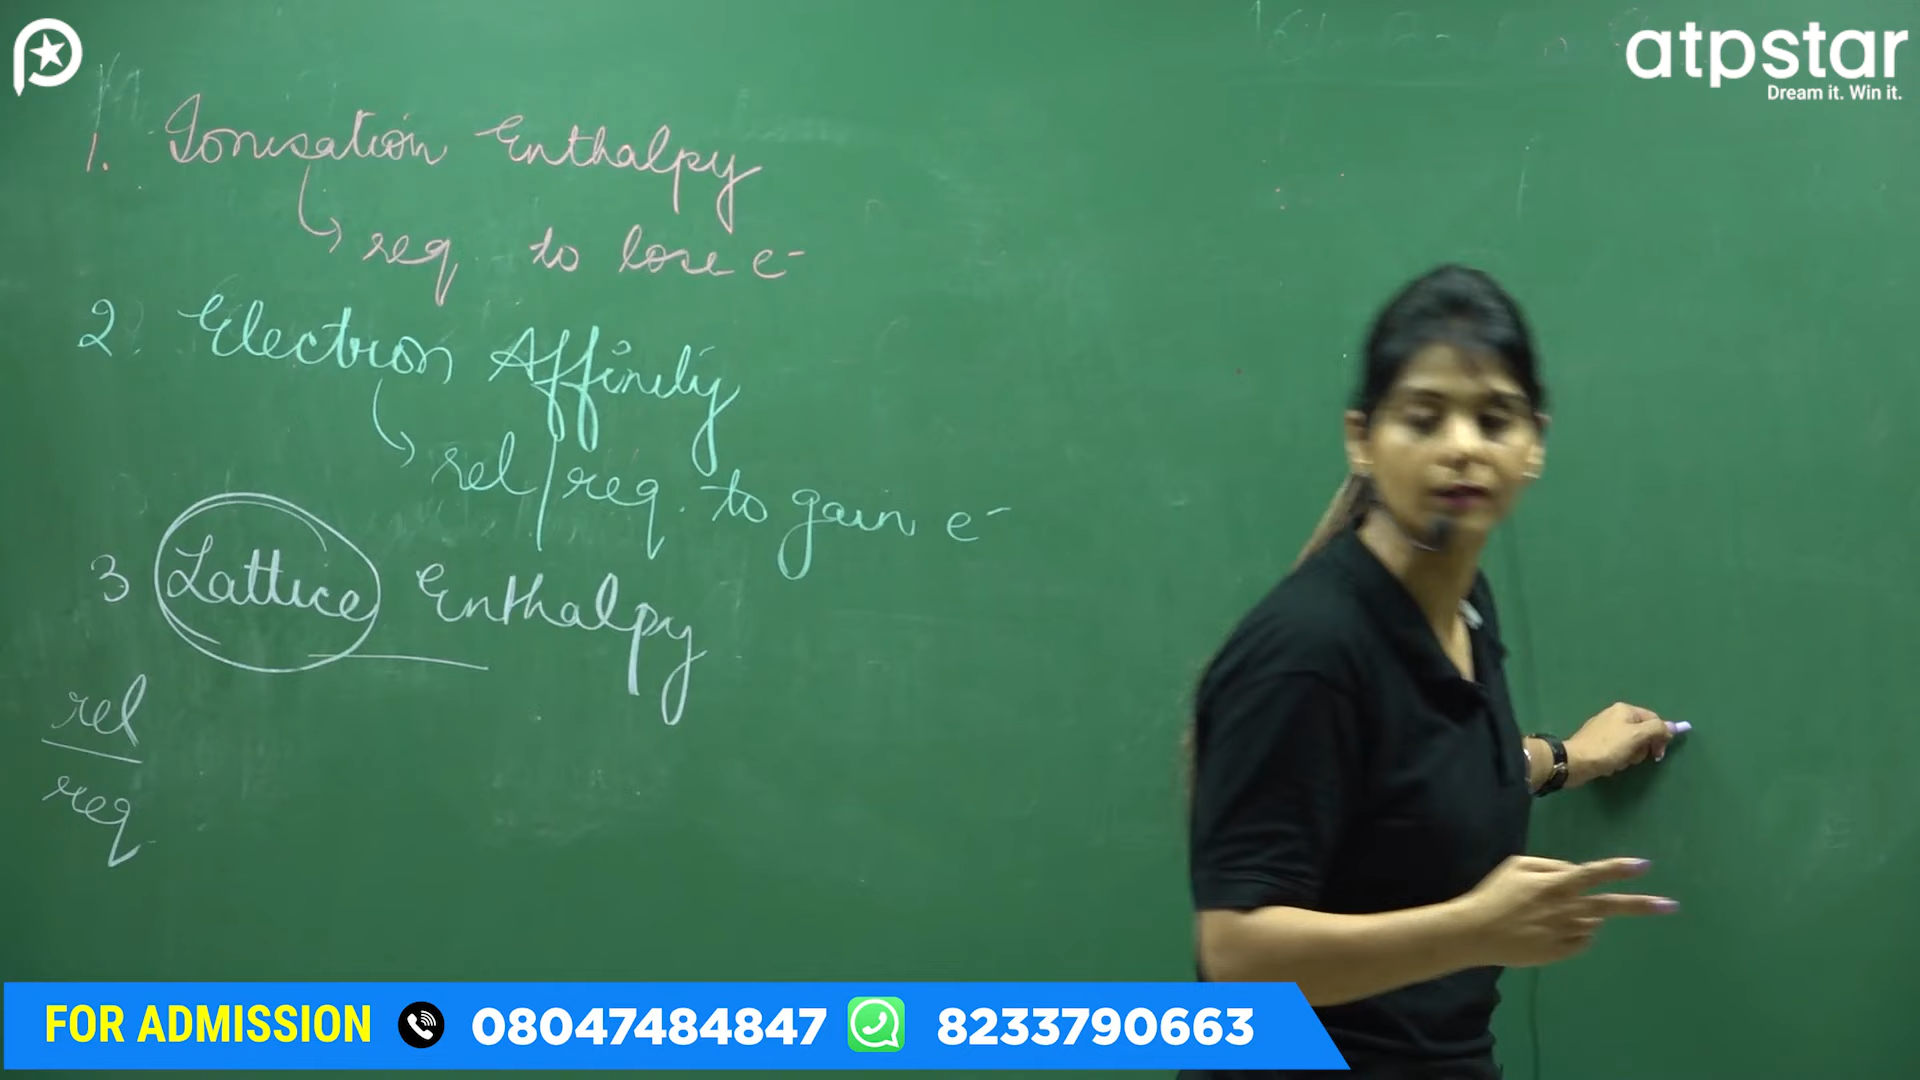 atpstar
Dream it. Win it.
1. Ionisation Enthalpy
req to lose e-
2. Electron Affinity
rel/req. to gain e-
3 Lattice Enthalpy
rel
req.
FOR ADMISSION 08047484847 8233790663